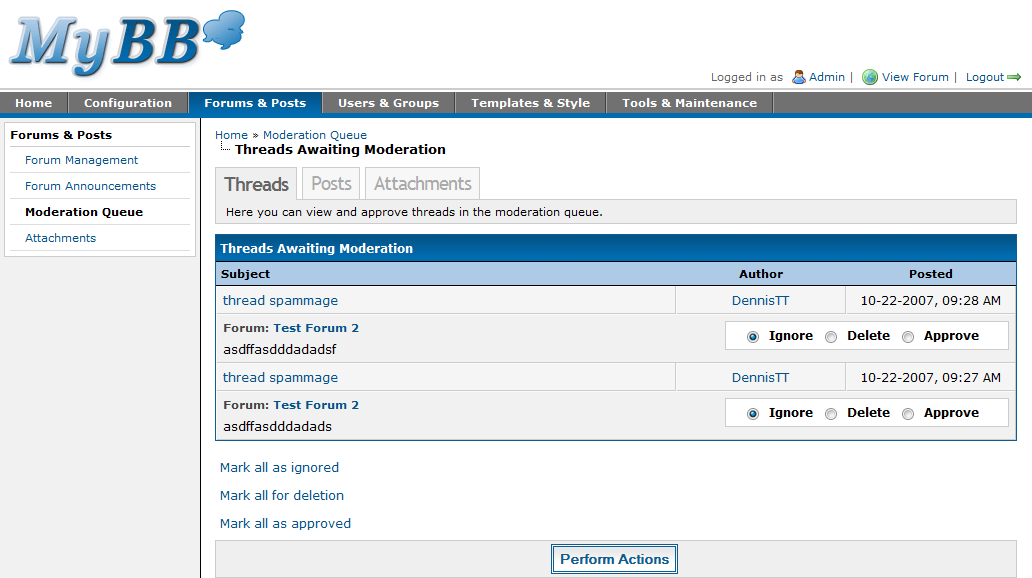 MyBB
Logged in as Admin | View Forum | Logout
Home Configuration Forums & Posts Users & Groups Templates & Style Tools & Maintenance
Forums & Posts
Forum Management
Forum Announcements
Moderation Queue
Attachments
Home » Moderation Queue
Threads Awaiting Moderation
Threads Posts Attachments
Here you can view and approve threads in the moderation queue.
Threads Awaiting Moderation
Subject Author Posted
thread spammage DennisTT 10-22-2007, 09:28 AM
Forum: Test Forum 2
Ignore Delete Approve
asdffasdddadadsf
thread spammage DennisTT 10-22-2007, 09:27 AM
Forum: Test Forum 2
Ignore Delete Approve
asdffasdddadads
Mark all as ignored
Mark all for deletion
Mark all as approved
Perform Actions